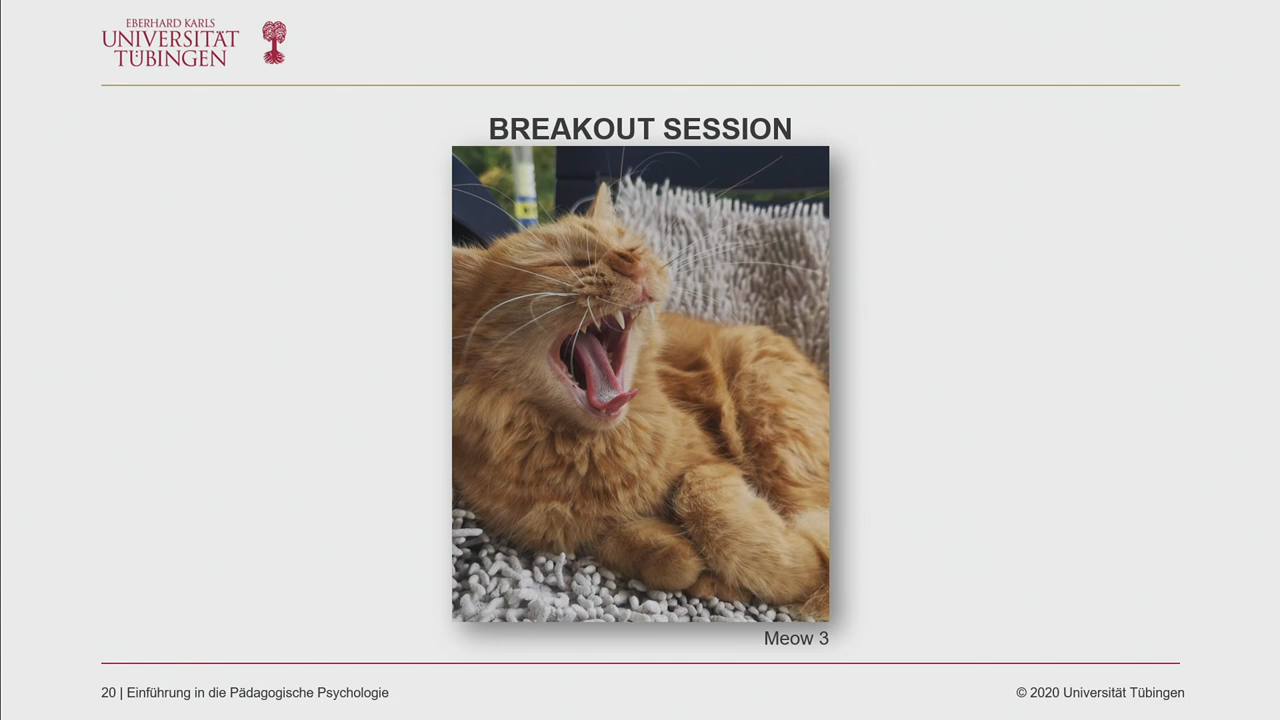 EBERHARD KARLS
UNIVERSITÄT
TÜBINGEN
BREAKOUT SESSION
Meow 3
20 | Einführung in die Pädagogische Psychologie
© 2020 Universität Tübingen